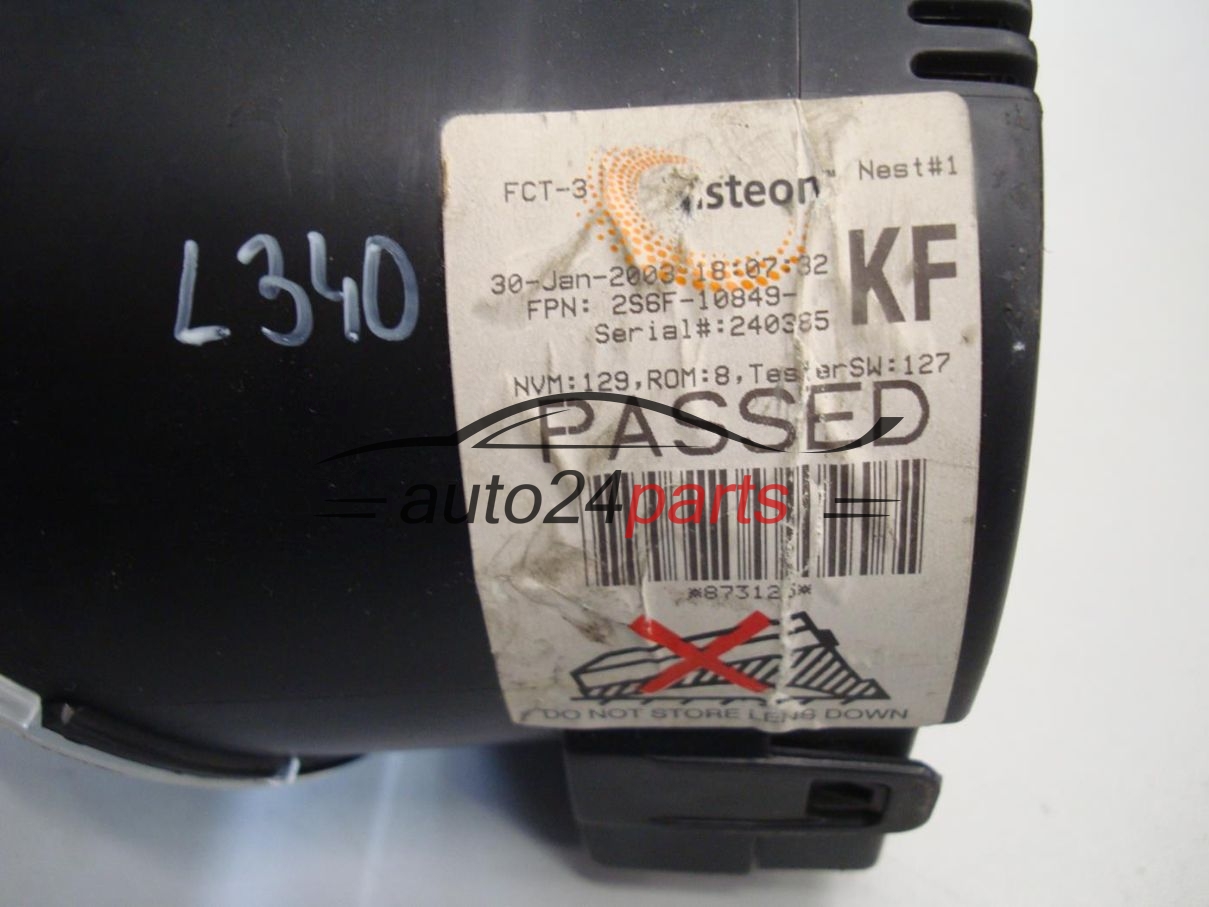 FCT-3 Nest#1
30-Jan-2003 18:07:32
FPN: 2S6F-10849-
KF
Serial#:240385
NVM:129,ROM:8,TesterSW:127
PASSED
L340
auto24parts
DO NOT STORE LENS DOWN